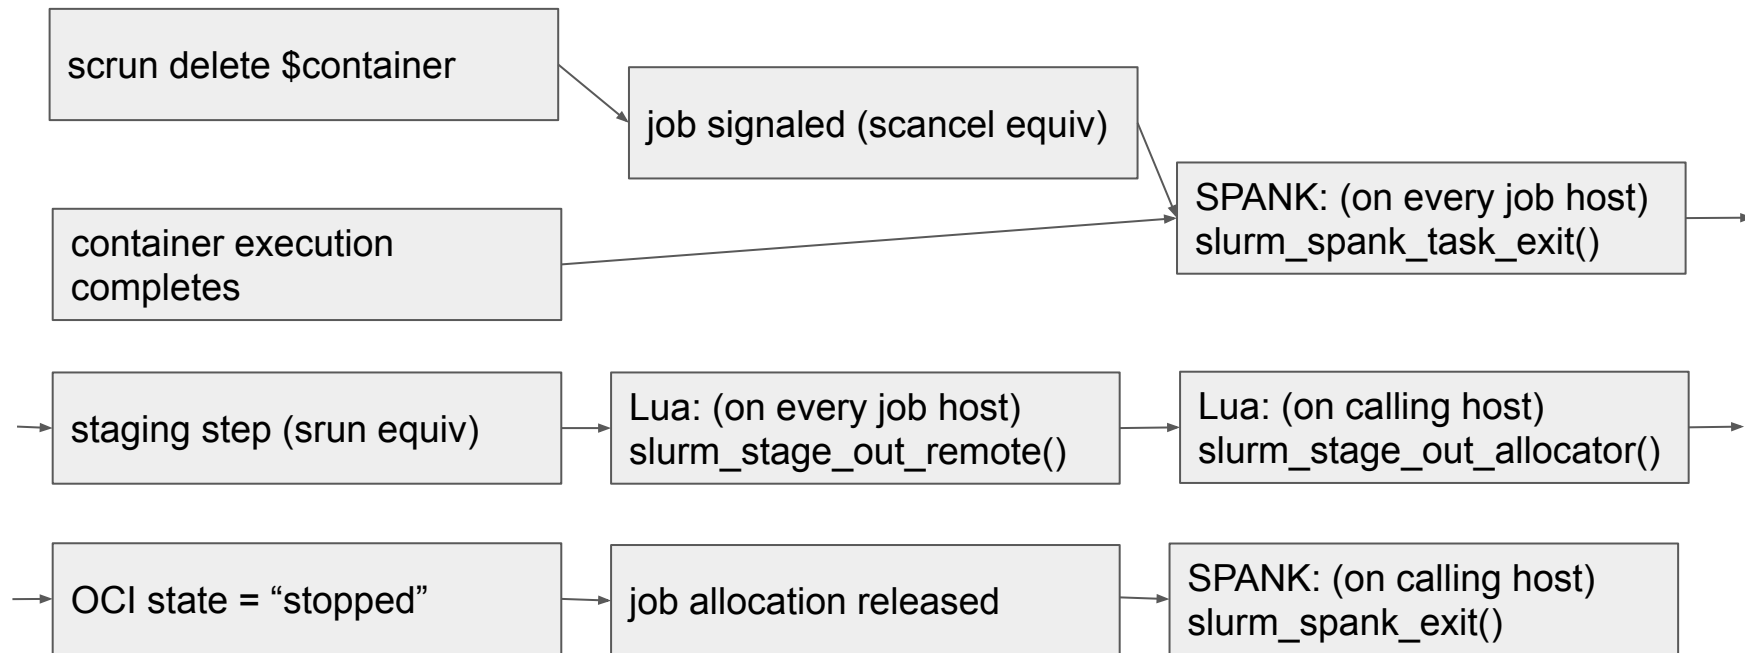 scrun delete $container
job signaled (scancel equiv)
SPANK: (on every job host)
slurm_spank_task_exit()
container execution
completes
staging step (srun equiv)
Lua: (on every job host)
slurm_stage_out_remote()
Lua: (on calling host)
slurm_stage_out_allocator()
OCI state = “stopped”
job allocation released
SPANK: (on calling host)
slurm_spank_exit()